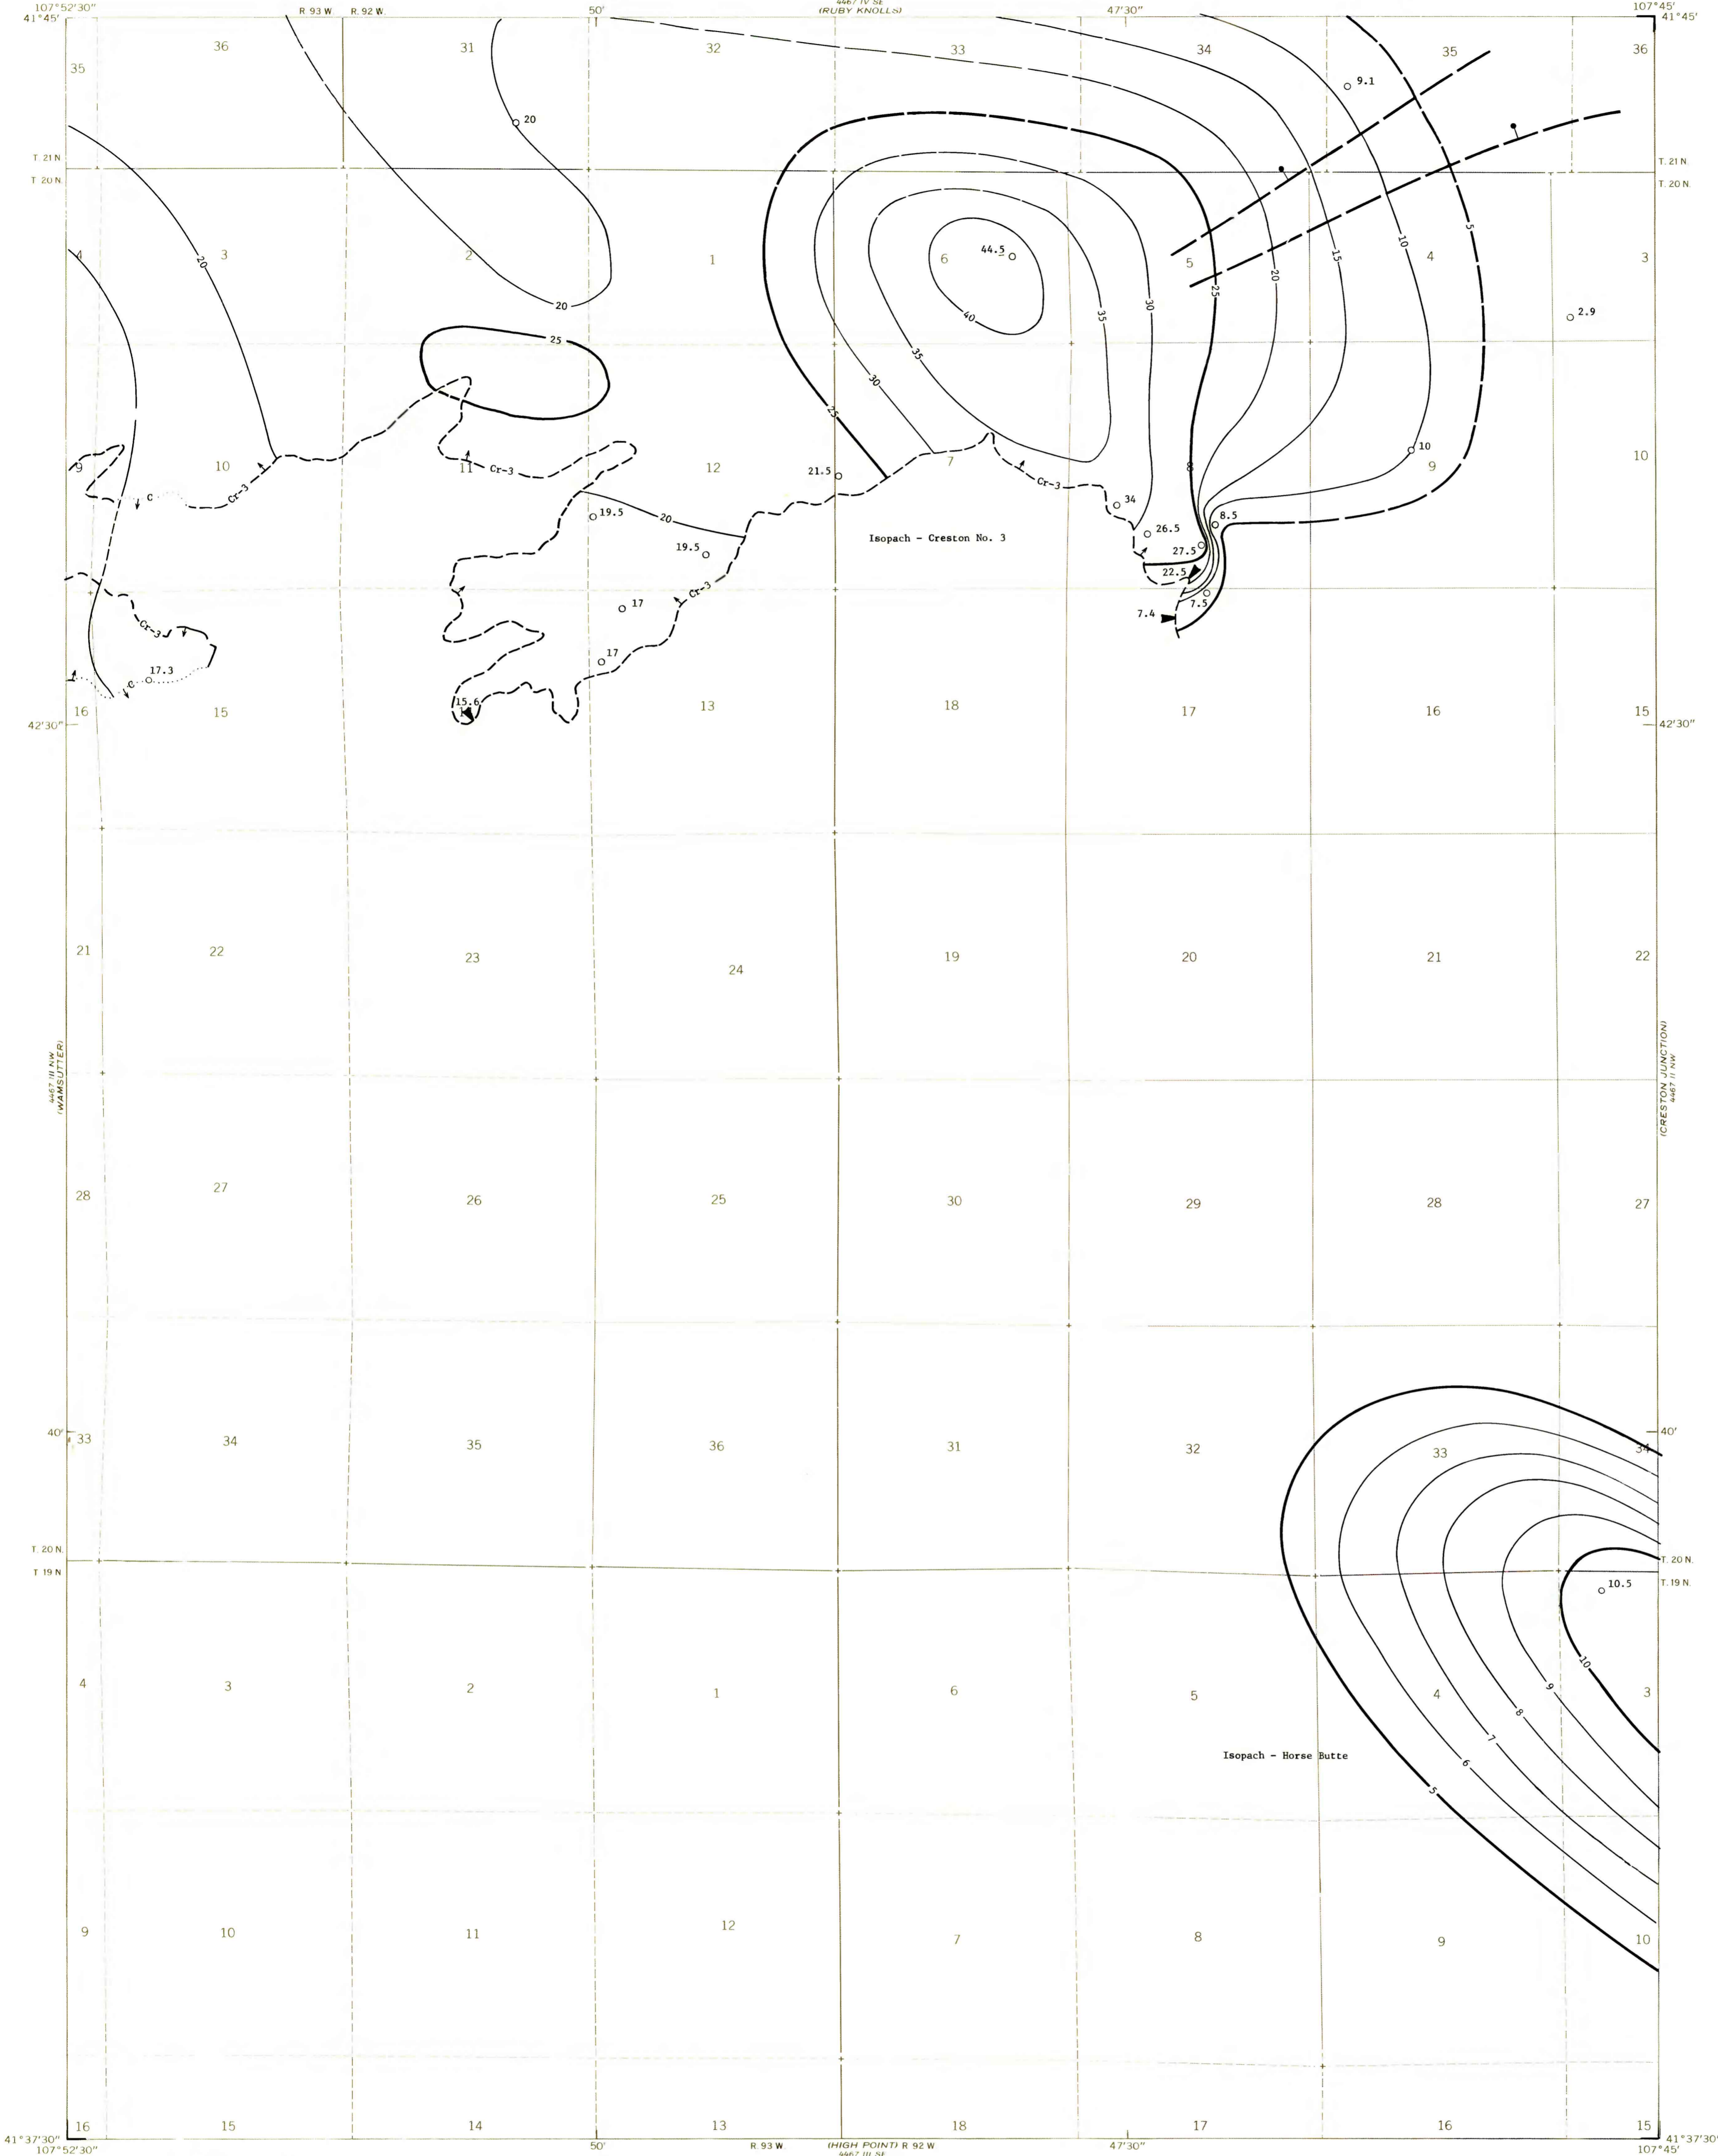 4467 IV SE
107°52'30" R 93 W. R. 92 W. 50' (RUBY KNOLLS) 47'30" 107°45'
41°45' 41°45'
36 31 32 33 34 35 36
35
9.1
20
T. 21 N. T. 21 N.
T. 20 N. T. 20 N.
4 3 2 1 6 44.5 5 4 3
20 20 40 35 30 25 20 15 10 5
2.9
25
35
30
25
10
9 10 11 12 7 8 9 10
Cr-3 21.5 Cr-3
C Cr-3 34
19.5 20 8.5
26.5
Isopach - Creston No. 3
19.5 27.5
22.5
Cr-3 7.5
17 7.4
Cr-3
17
17.3
C
15.6
16 15 14 13 18 17 16 15
42'30" 42'30"
21 22 23 24 19 20 21 22
4467 III NW
(WAMSUTTER)
(CRESTON JUNCTION)
4467 II NW
28 27 26 25 30 29 28 27
40' 40'
33 34 35 36 31 32 33 34
T. 20 N. T. 20 N.
T 19 N T. 19 N.
10.5
10
4 3 2 1 6 5 4 9 3
8
7
Isopach - Horse Butte 6
5
9 10 11 12 7 8 9 10
16 15 14 13 18 17 16 15
41°37'30" 41°37'30"
107°52'30" 50' R. 93 W. (HIGH POINT) R 92 W 47'30" 107°45'
4467 III SE